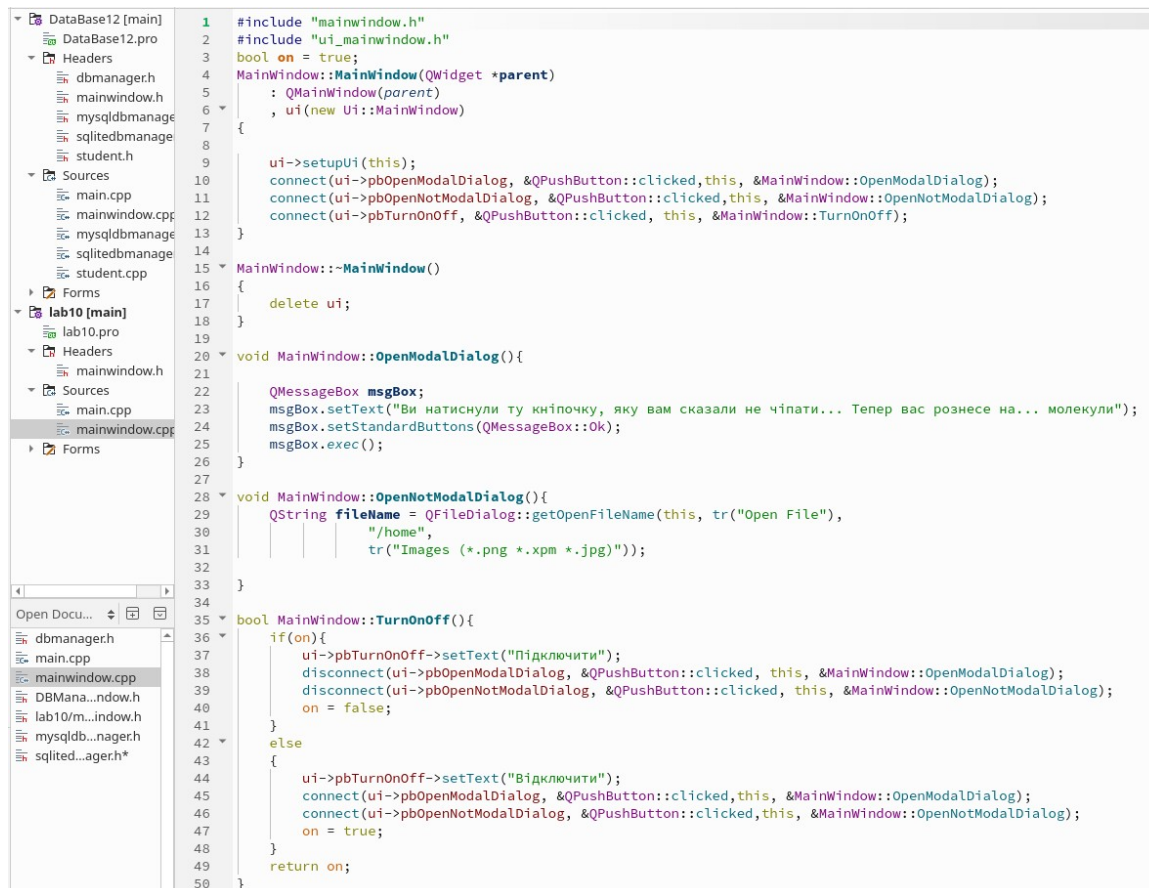 DataBase12 [main]
DataBase12.pro
Headers
dbmanager.h
mainwindow.h
mysqldbmanage
sqlitedbmanage
student.h
Sources
main.cpp
mainwindow.cpp
mysqldbmanage
sqlitedbmanage
student.cpp
Forms
lab10 [main]
lab10.pro
Headers
mainwindow.h
Sources
main.cpp
mainwindow.cpp
Forms
Open Docu...
dbmanager.h
main.cpp
mainwindow.cpp
DBMana...ndow.h
lab10/m...indow.h
mysqldb...nager.h
sqlited...ager.h*
1 #include "mainwindow.h"
2 #include "ui_mainwindow.h"
3 bool on = true;
4 MainWindow::MainWindow(QWidget *parent)
5 : QMainWindow(parent)
6 , ui(new Ui::MainWindow)
7 {
8
9 ui->setupUi(this);
10 connect(ui->pbOpenModalDialog, &QPushButton::clicked,this, &MainWindow::OpenModalDialog);
11 connect(ui->pbOpenNotModalDialog, &QPushButton::clicked,this, &MainWindow::OpenNotModalDialog);
12 connect(ui->pbTurnOnOff, &QPushButton::clicked, this, &MainWindow::TurnOnOff);
13 }
14
15 MainWindow::~MainWindow()
16 {
17 delete ui;
18 }
19
20 void MainWindow::OpenModalDialog(){
21
22 QMessageBox msgBox;
23 msgBox.setText("Ви натиснули ту кніпочку, яку вам сказали не чіпати... Тепер вас рознесе на... молекули");
24 msgBox.setStandardButtons(QMessageBox::Ok);
25 msgBox.exec();
26 }
27
28 void MainWindow::OpenNotModalDialog(){
29 QString fileName = QFileDialog::getOpenFileName(this, tr("Open File"),
30 "/home",
31 tr("Images (*.png *.xpm *.jpg)"));
32
33 }
34
35 bool MainWindow::TurnOnOff(){
36 if(on){
37 ui->pbTurnOnOff->setText("Підключити");
38 disconnect(ui->pbOpenModalDialog, &QPushButton::clicked, this, &MainWindow::OpenModalDialog);
39 disconnect(ui->pbOpenNotModalDialog, &QPushButton::clicked, this, &MainWindow::OpenNotModalDialog);
40 on = false;
41 }
42 else
43 {
44 ui->pbTurnOnOff->setText("Відключити");
45 connect(ui->pbOpenModalDialog, &QPushButton::clicked,this, &MainWindow::OpenModalDialog);
46 connect(ui->pbOpenNotModalDialog, &QPushButton::clicked,this, &MainWindow::OpenNotModalDialog);
47 on = true;
48 }
49 return on;
50 }